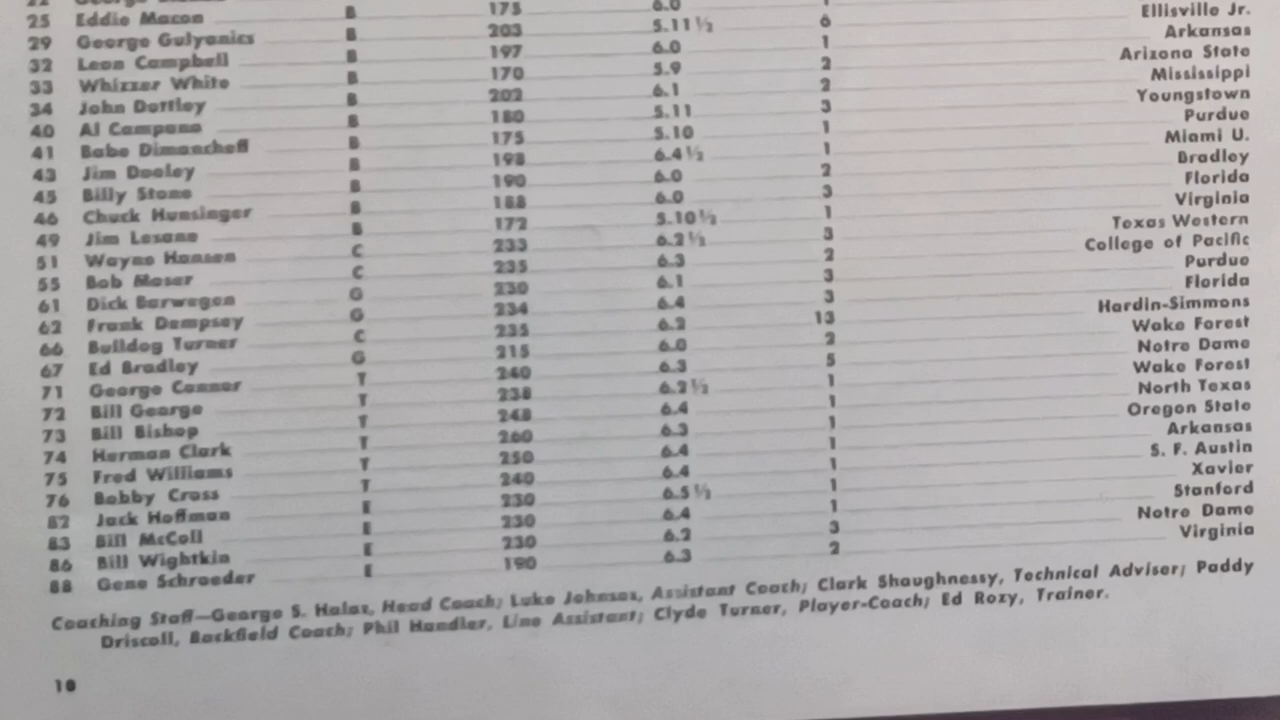 25 Eddie Macon B 175 6.0
29 George Gulyanics B 203 5.11½ 6 Ellisville Jr.
32 Leon Campbell B 197 6.0 1 Arkansas
33 Whizzer White B 170 5.9 2 Arizona State
34 John Dottley B 202 6.1 2 Mississippi
40 Al Campana B 180 5.11 3 Youngstown
41 Babe Dimancheff B 175 5.10 1 Purdue
43 Jim Dooley B 198 6.4½ 1 Miami U.
45 Billy Stone B 190 6.0 2 Bradley
46 Chuck Hunsinger B 188 6.0 3 Florida
49 Jim Lesane B 172 5.10½ 1 Virginia
51 Wayne Hansen C 233 6.2½ 3 Texas Western
55 Bob Moser C 235 6.3 2 College of Pacific
61 Dick Barwegen G 230 6.1 3 Purdue
62 Frank Dempsey G 234 6.4 3 Florida
66 Bulldog Turner C 235 6.2 13 Hardin-Simmons
67 Ed Bradley G 215 6.0 2 Wake Forest
71 George Connor T 240 6.3 5 Notre Dame
72 Bill George T 238 6.2½ 1 Wake Forest
73 Bill Bishop T 248 6.4 1 North Texas
74 Herman Clark T 260 6.3 1 Oregon State
75 Fred Williams T 250 6.4 1 Arkansas
76 Bobby Cross T 240 6.4 1 S. F. Austin
82 Jack Hoffman E 230 6.5½ 1 Xavier
83 Bill McColl E 230 6.4 1 Stanford
86 Bill Wightkin E 230 6.2 3 Notre Dame
88 Gene Schroeder E 190 6.3 2 Virginia
Coaching Staff—George S. Halas, Head Coach; Luke Johnsos, Assistant Coach; Clark Shaughnessy, Technical Adviser; Paddy
Driscoll, Backfield Coach; Phil Handler, Line Assistant; Clyde Turner, Player-Coach; Ed Rozy, Trainer.
10